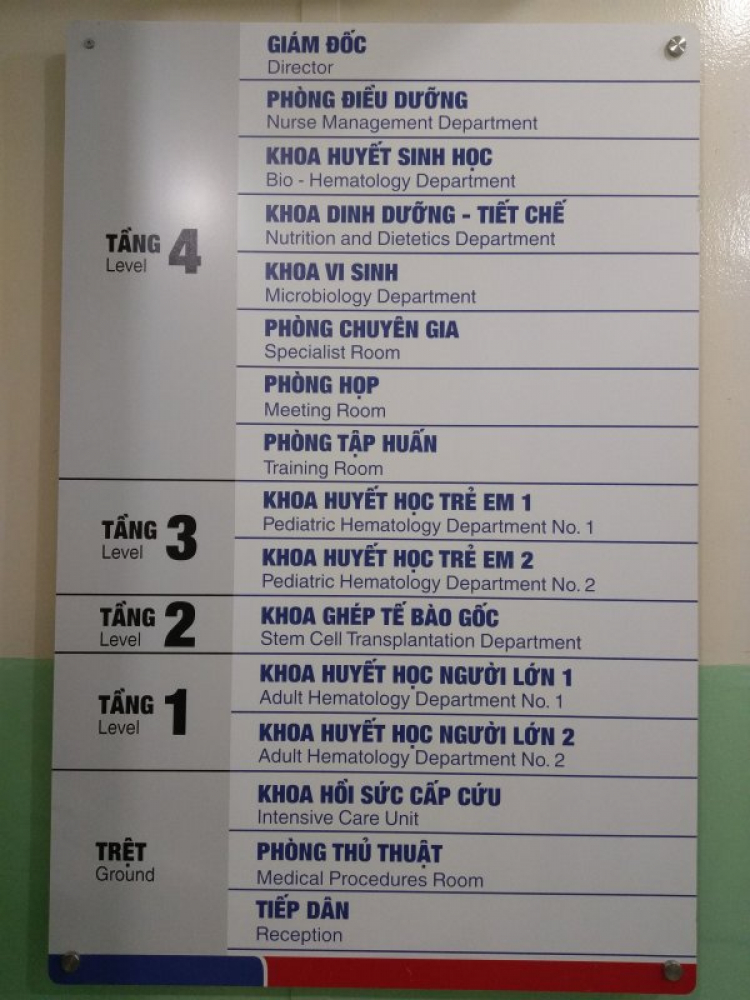 GIÁM ĐỐC
Director
PHÒNG ĐIỀU DƯỠNG
Nurse Management Department
KHOA HUYẾT SINH HỌC
Bio - Hematology Department
KHOA DINH DƯỠNG - TIẾT CHẾ
Nutrition and Dietetics Department
TẦNG 4
Level
KHOA VI SINH
Microbiology Department
PHÒNG CHUYÊN GIA
Specialist Room
PHÒNG HỌP
Meeting Room
PHÒNG TẬP HUẤN
Training Room
TẦNG 3
Level
KHOA HUYẾT HỌC TRẺ EM 1
Pediatric Hematology Department No. 1
KHOA HUYẾT HỌC TRẺ EM 2
Pediatric Hematology Department No. 2
TẦNG 2
Level
KHOA GHÉP TẾ BÀO GỐC
Stem Cell Transplantation Department
TẦNG 1
Level
KHOA HUYẾT HỌC NGƯỜI LỚN 1
Adult Hematology Department No. 1
KHOA HUYẾT HỌC NGƯỜI LỚN 2
Adult Hematology Department No. 2
TRỆT
Ground
KHOA HỒI SỨC CẤP CỨU
Intensive Care Unit
PHÒNG THỦ THUẬT
Medical Procedures Room
TIẾP DÂN
Reception